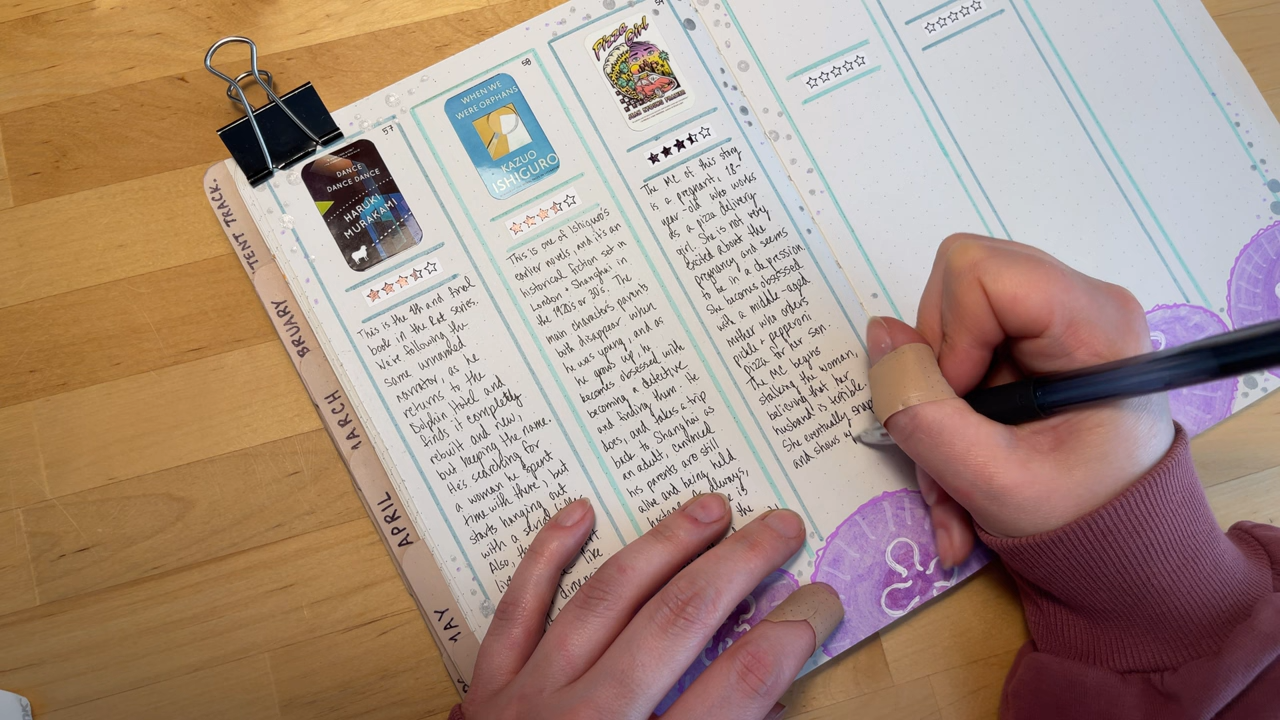 TENT TRACK.
BRUARY
MARCH
APRIL
MAY
57
DANCE
DANCE DANCE
HARUKI
MURAKAMI
This is the 4th and final
book in the Rat series.
We're following the
same unnamed
narrator, as he
returns to the
Dolphin Hotel and
finds it completely
rebuilt and new,
but keeping the name.
He's searching for
a woman he spent
time with there, but
starts hanging out
with a
Also,
58
WHEN WE
WERE ORPHANS
KAZUO
ISHIGURO
This is one of Ishiguro's
earlier novels and it's an
historical fiction set in
London + Shanghai in
the 1920s or 30s. The
main characters parents
both disappear when
he was young, and as
he grows up, he
becomes obsessed with
becoming a detective
and finding them. He
does, and takes a trip
back to Shanghai as
an adult, convinced
his parents are still
alive and being held
always,
is
the
59
Pizza
Girl
JEAN KYOUNG FRAZIER
The MC of this story
is a pregnant, 18-
year-old who works
as a pizza delivery
girl. She is not very
excited about the
pregnancy and seems
to be in a depression.
She becomes obsessed
with a middle-aged
mother who orders
pickle + pepperoni
pizza for her son.
The MC begins
stalking the woman,
believing that her
husband is terrible.
She eventually snap
and shows